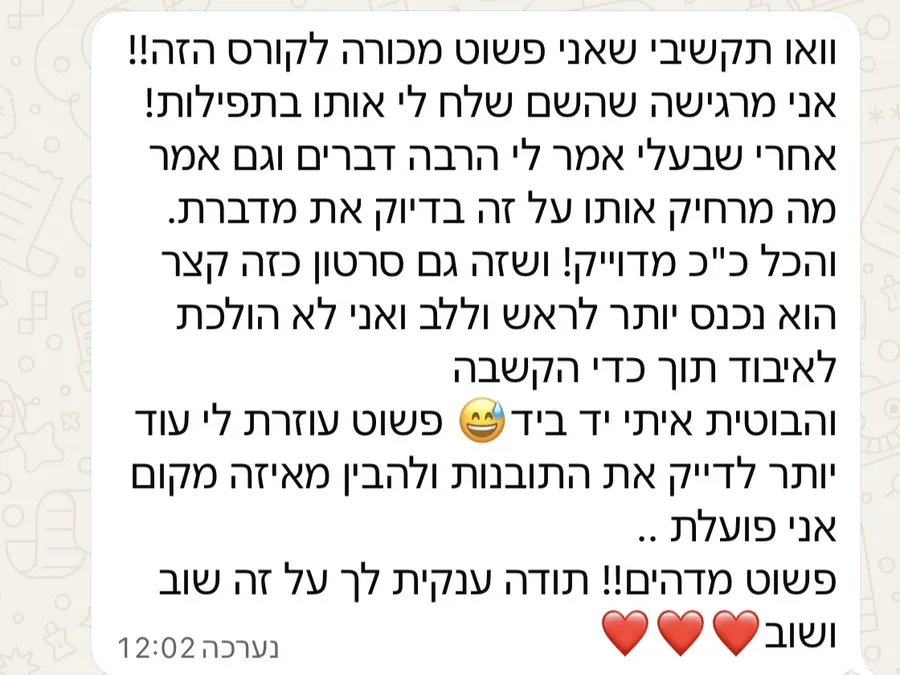 וואו תקשיבי שאני פשוט מכורה לקורס הזה!!
אני מרגישה שהשם שלח לי אותו בתפילות!
אחרי שבעלי אמר לי הרבה דברים וגם אמר
מה מרחיק אותו על זה בדיוק את מדברת.
והכל כ"כ מדוייק! ושזה גם סרטון כזה קצר
הוא נכנס יותר לראש וללב ואני לא הולכת
לאיבוד תוך כדי הקשבה
והבוטית איתי יד ביד😅 פשוט עוזרת לי עוד
יותר לדייק את התובנות ולהבין מאיזה מקום
אני פועלת ..
פשוט מדהים!! תודה ענקית לך על זה שוב
ושוב❤️❤️❤️
נערכה 12:02